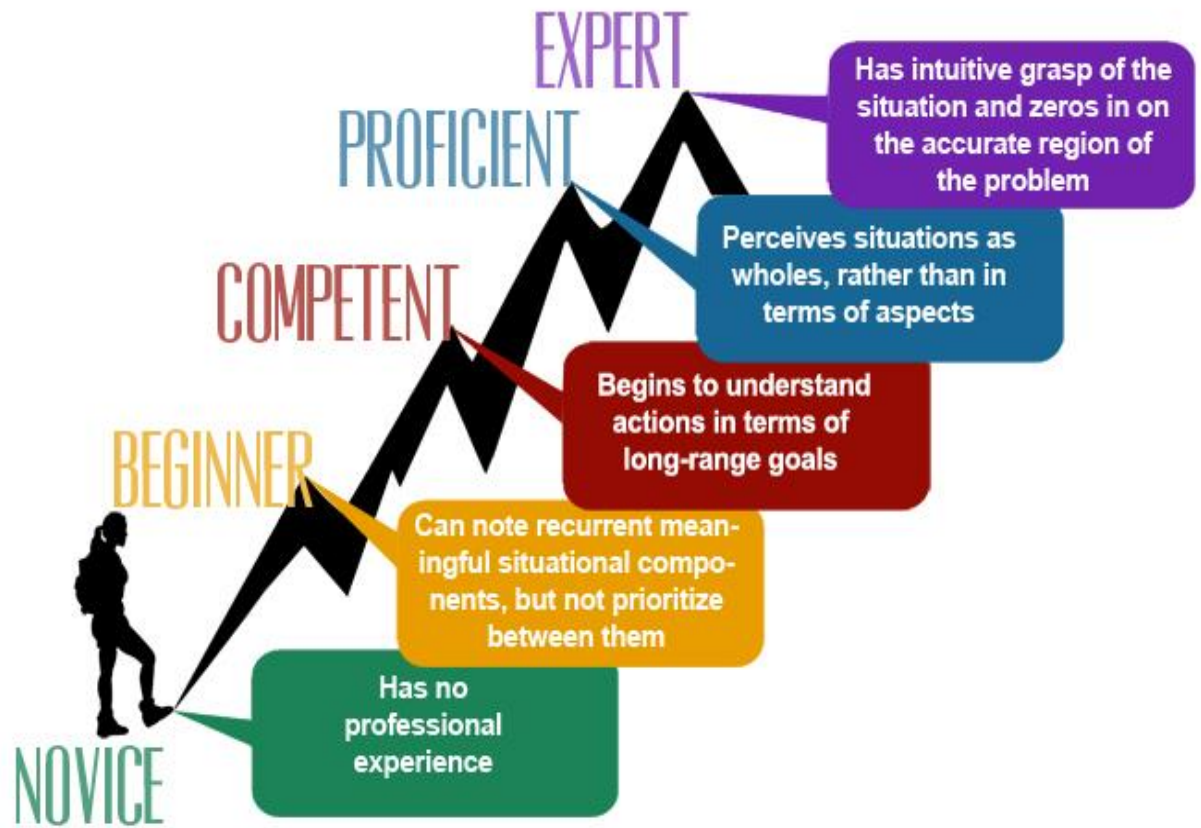 EXPERT
Has intuitive grasp of the
situation and zeros in on
the accurate region of
the problem
PROFICIENT
Perceives situations as
wholes, rather than in
terms of aspects
COMPETENT
Begins to understand
actions in terms of
long-range goals
BEGINNER
Can note recurrent mean-
ingful situational compo-
nents, but not prioritize
between them
Has no
professional
experience
NOVICE